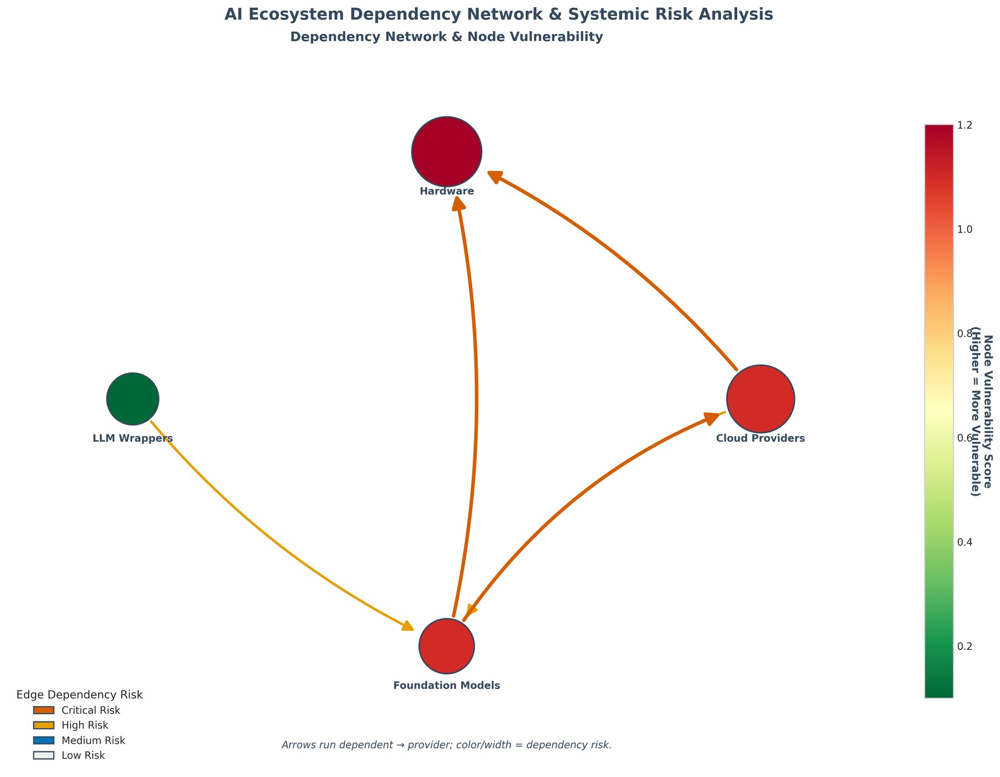 AI Ecosystem Dependency Network & Systemic Risk Analysis
Dependency Network & Node Vulnerability
Hardware
LLM Wrappers
Cloud Providers
Foundation Models
1.2
1.0
0.8
0.6
0.4
0.2
Node Vulnerability Score
(Higher = More Vulnerable)
Edge Dependency Risk
Critical Risk
High Risk
Medium Risk
Low Risk
Arrows run dependent → provider; color/width = dependency risk.